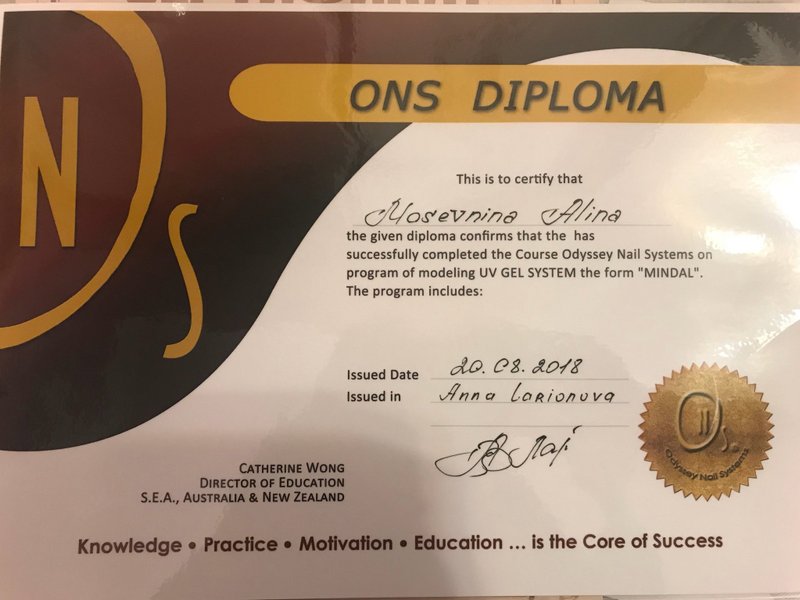 ONS
ONS DIPLOMA
This is to certify that
Mosevnina Alina
the given diploma confirms that the has
successfully completed the Course Odyssey Nail Systems on
program of modeling UV GEL SYSTEM the form "MINDAL".
The program includes:
Issued Date 20.08.2018
Issued in Anna Larionova
CATHERINE WONG
DIRECTOR OF EDUCATION
S.E.A., AUSTRALIA & NEW ZEALAND
ONS
Odyssey Nail Systems
Knowledge • Practice • Motivation • Education ... is the Core of Success